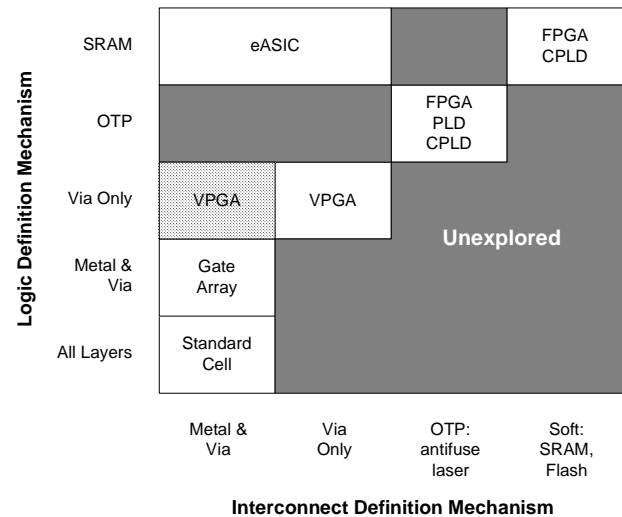 SRAM
eASIC
FPGA
CPLD
OTP
FPGA
PLD
CPLD
Via Only
VPGA
VPGA
Unexplored
Metal &
Via
Gate
Array
All Layers
Standard
Cell
Logic Definition Mechanism
Metal &
Via
Via
Only
OTP:
antifuse
laser
Soft:
SRAM,
Flash
Interconnect Definition Mechanism